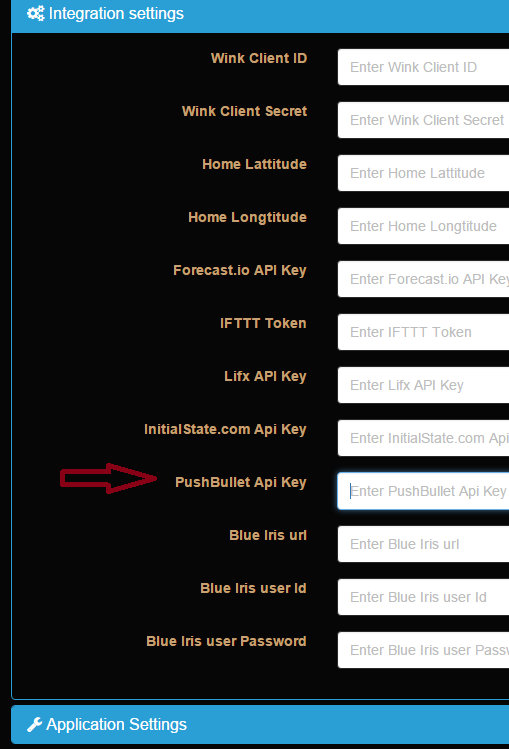 Integration settings
Wink Client ID
Enter Wink Client ID
Wink Client Secret
Enter Wink Client Secret
Home Lattitude
Enter Home Lattitude
Home Longtitude
Enter Home Longtitude
Forecast.io API Key
Enter Forecast.io API Key
IFTTT Token
Enter IFTTT Token
Lifx API Key
Enter Lifx API Key
InitialState.com Api Key
Enter InitialState.com Api
PushBullet Api Key
Enter PushBullet Api Key
Blue Iris url
Enter Blue Iris url
Blue Iris user Id
Enter Blue Iris user Id
Blue Iris user Password
Enter Blue Iris user Passw
Application Settings